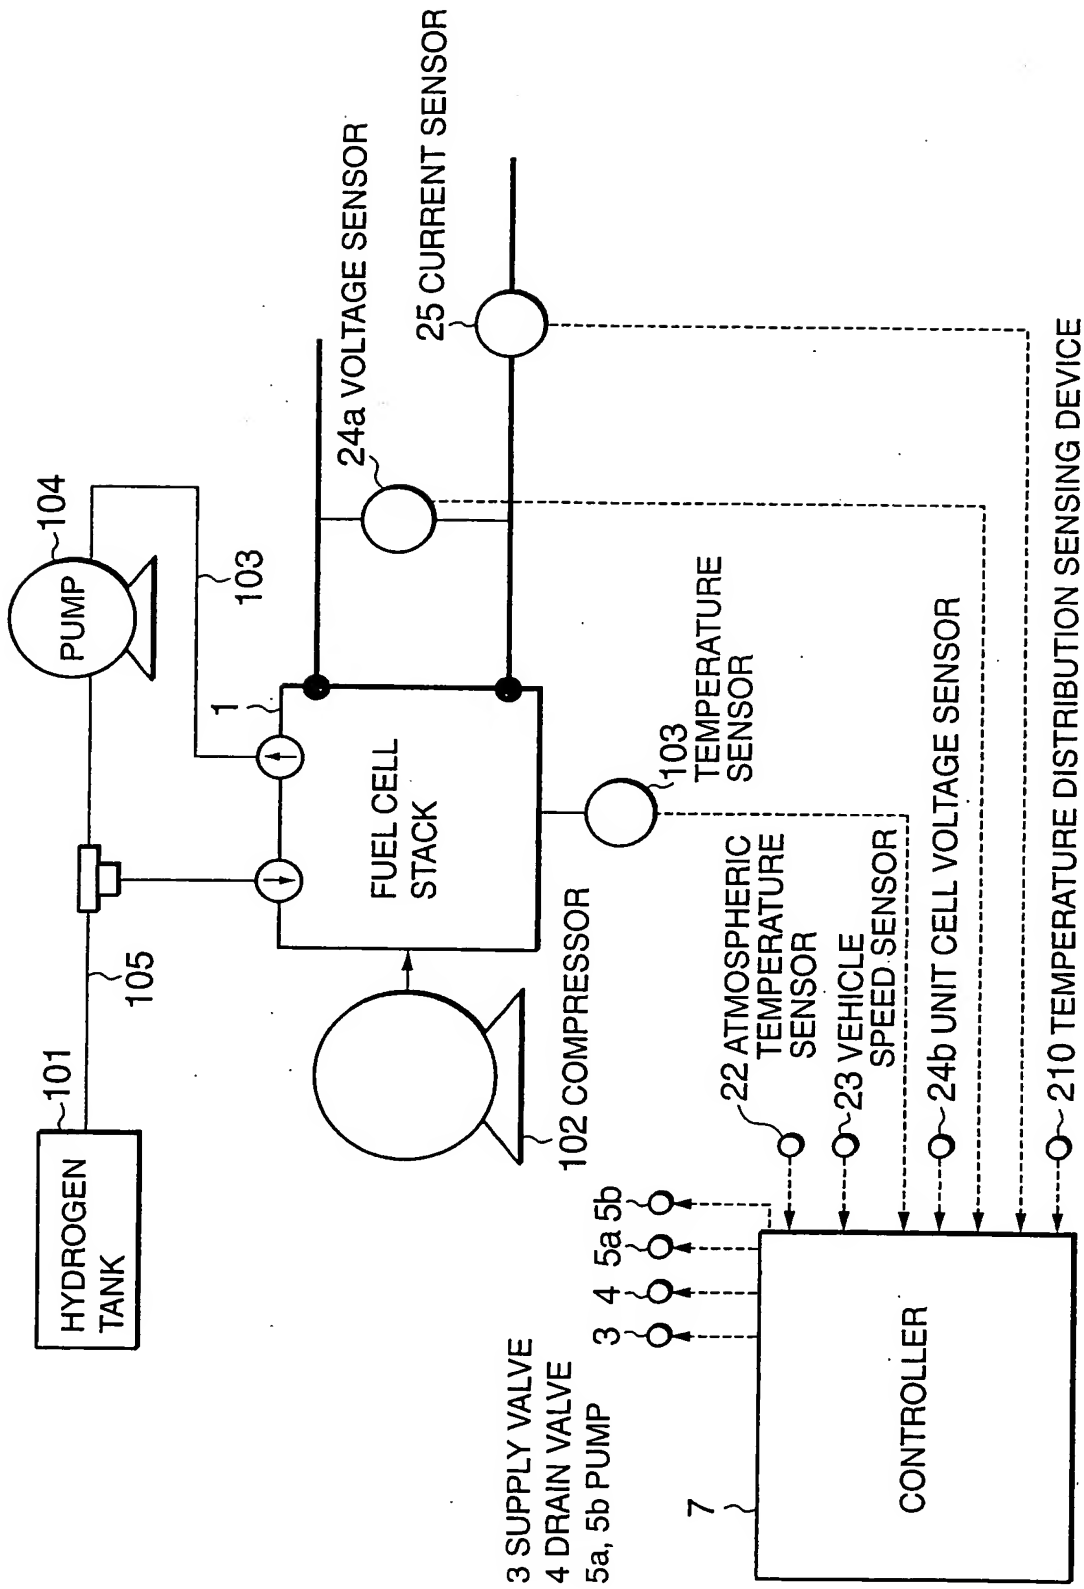 HYDROGEN
TANK
101
105
PUMP
104
103
1
FUEL CELL
STACK
102 COMPRESSOR
24a VOLTAGE SENSOR
25 CURRENT SENSOR
103
TEMPERATURE
SENSOR
3 SUPPLY VALVE
4 DRAIN VALVE
5a, 5b PUMP
3
4
5a
5b
22 ATMOSPHERIC
TEMPERATURE
SENSOR
23 VEHICLE
SPEED SENSOR
24b UNIT CELL VOLTAGE SENSOR
210 TEMPERATURE DISTRIBUTION SENSING DEVICE
7
CONTROLLER